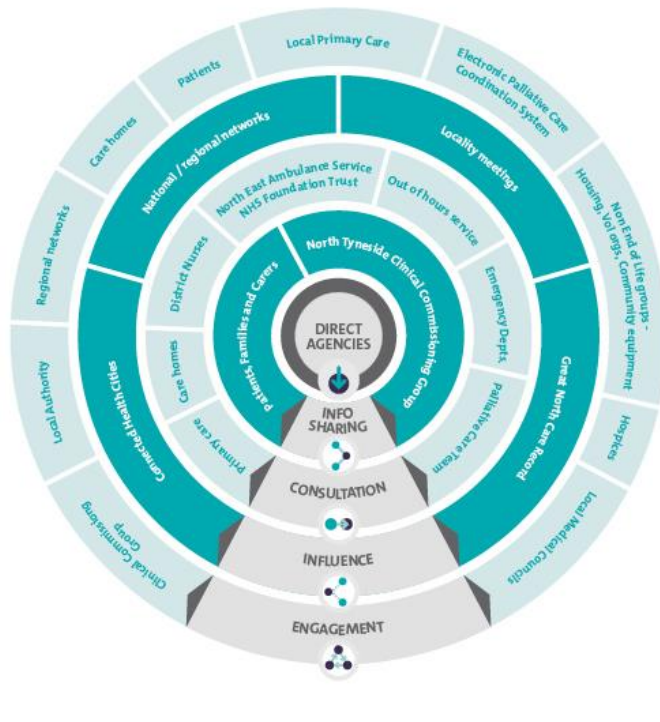 Local Primary Care
Electronic Palliative Care
Coordination System
Non End of Life groups -
Housing, Vol orgs, Community equipment
Hospices
Local Medical Councils
Clinical Commissiong
Group
Local Authority
Regional networks
Care homes
Patients
National / regional networks
Locality meetings
Great North Care Record
Connected Health Cities
North East Ambulance Service
NHS Foundation Trust
Out of hours service
Emergency Depts
Palliative Care Team
Primary care
Care homes
District Nurses
North Tyneside Clinical Commissioning Group
Patients, Families and Carers
DIRECT
AGENCIES
INFO
SHARING
CONSULTATION
INFLUENCE
ENGAGEMENT